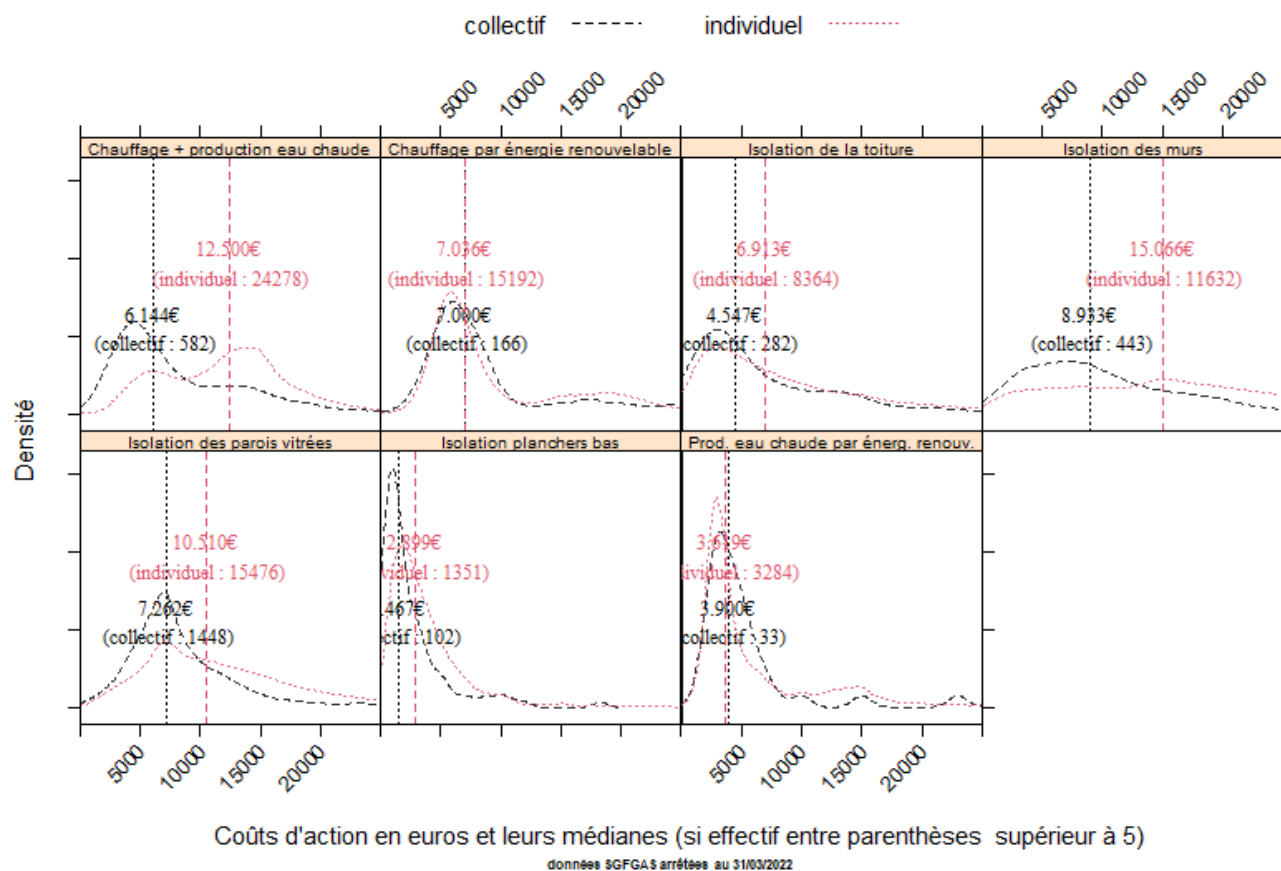 collectif individuel
5000 10000 15000 20000 5000 10000 15000 20000
Chauffage + production eau chaude
Chauffage par énergie renouvelable
Isolation de la toiture
Isolation des murs
12.500€
(individuel : 24278)
6.144€
(collectif : 582)
7.036€
(individuel : 15192)
7.000€
(collectif : 166)
6.913€
(individuel : 8364)
4.547€
(collectif : 282)
15.066€
(individuel : 11632)
8.933€
(collectif : 443)
Densité
Isolation des parois vitrées
Isolation planchers bas
Prod. eau chaude par énerg. renouv.
10.510€
(individuel : 15476)
7.262€
(collectif : 1448)
2.899€
viduel : 1351)
.467€
ectif : 102)
(collectif : 33)
3.900€
lividuel : 3284)
5000 10000 15000 20000 5000 10000 15000 20000
Coûts d'action en euros et leurs médianes (si effectif entre parenthèses supérieur à 5)
données SGFGAS arrêtées au 31/03/2022